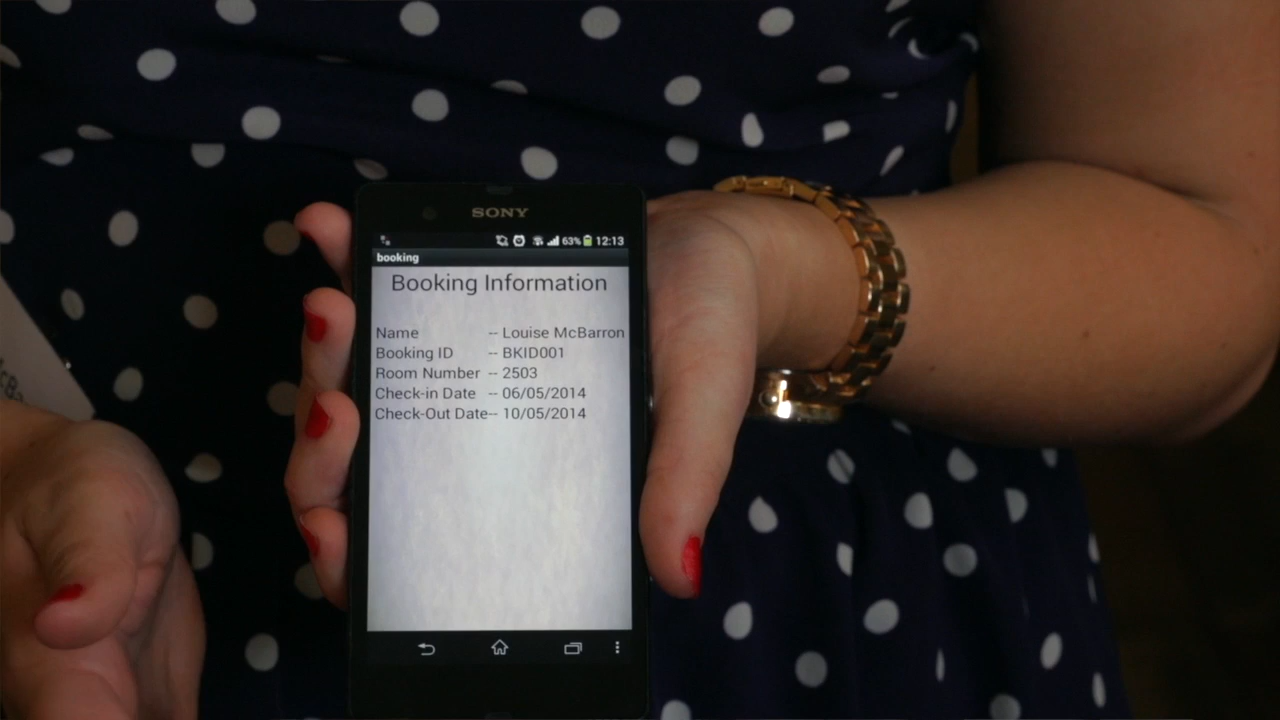 SONY
63% 12:13
booking
Booking Information
Name -- Louise McBarron
Booking ID -- BKID001
Room Number -- 2503
Check-in Date -- 06/05/2014
Check-Out Date-- 10/05/2014